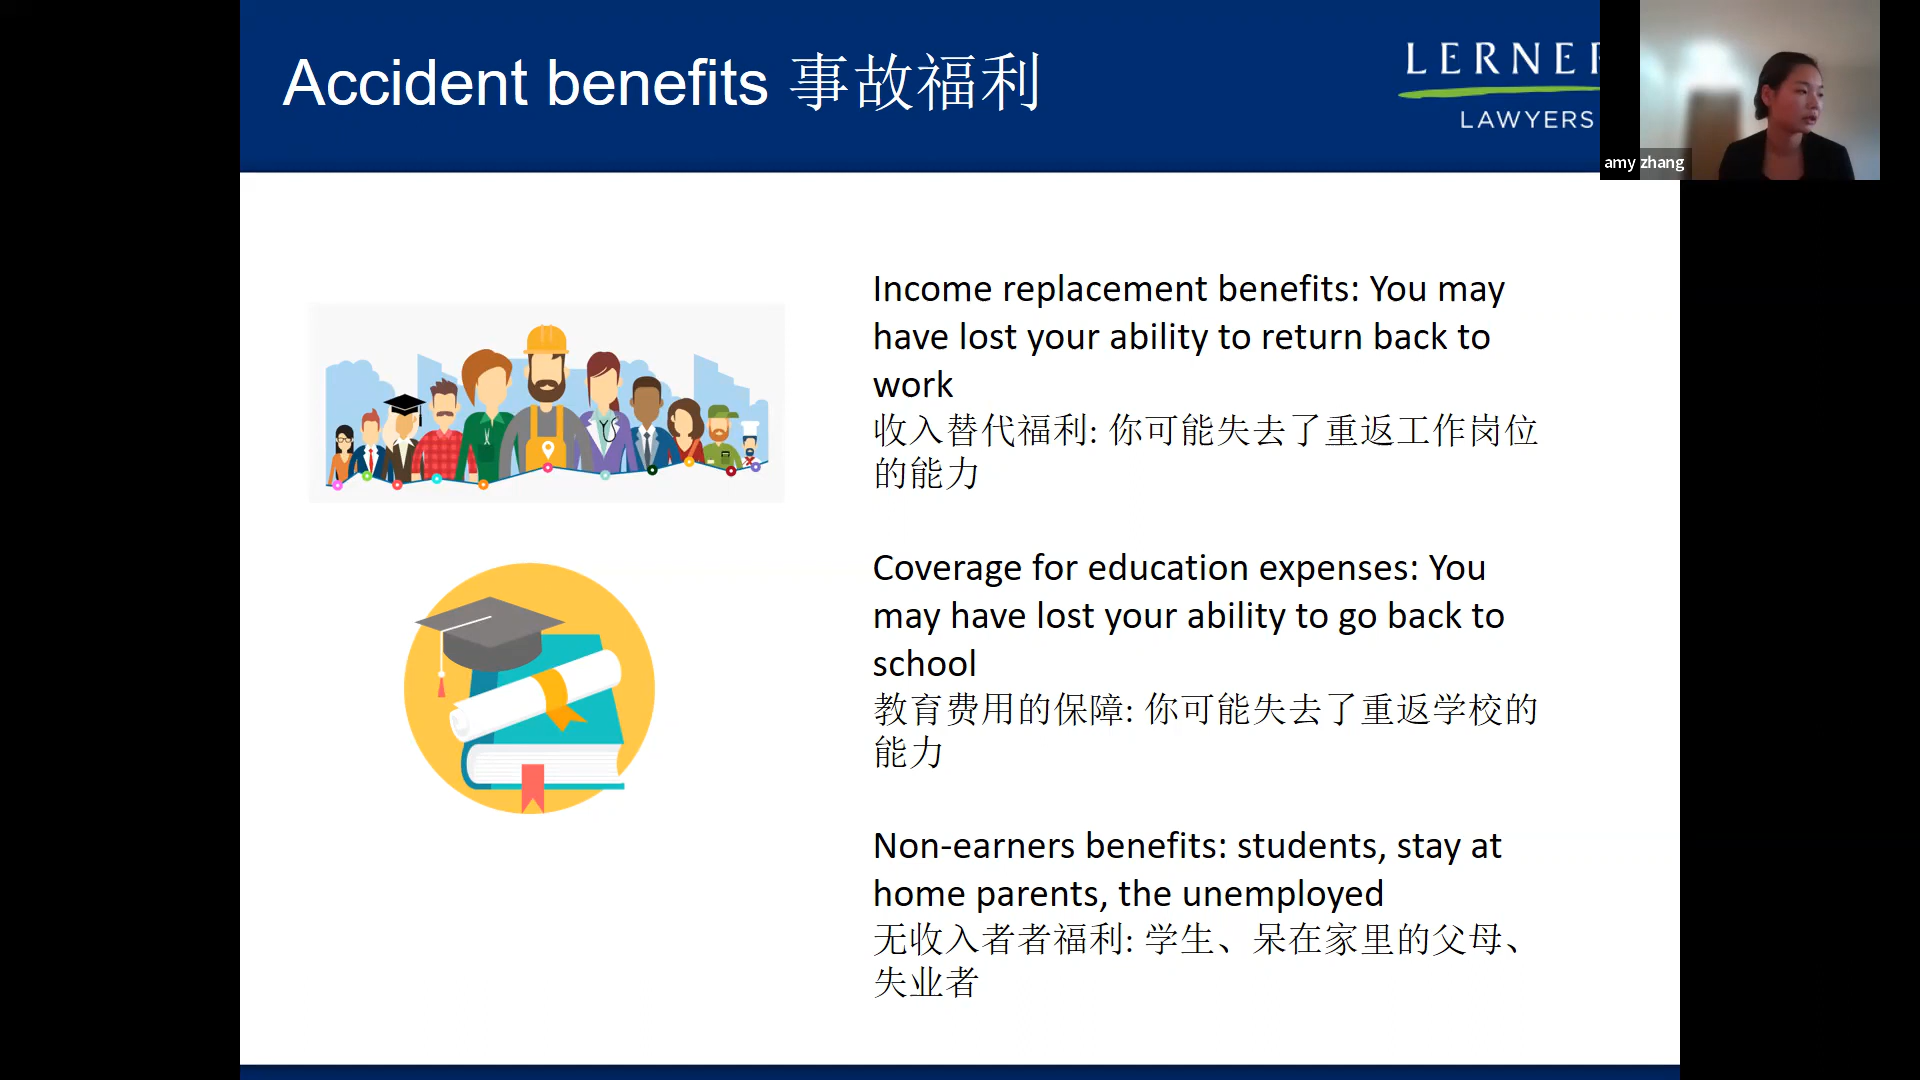 Accident benefits 事故福利
LERNER
LAWYERS
amy zhang
Income replacement benefits: You may
have lost your ability to return back to
work
收入替代福利: 你可能失去了重返工作岗位
的能力
Coverage for education expenses: You
may have lost your ability to go back to
school
教育费用的保障: 你可能失去了重返学校的
能力
Non-earners benefits: students, stay at
home parents, the unemployed
无收入者者福利: 学生、呆在家里的父母、
失业者